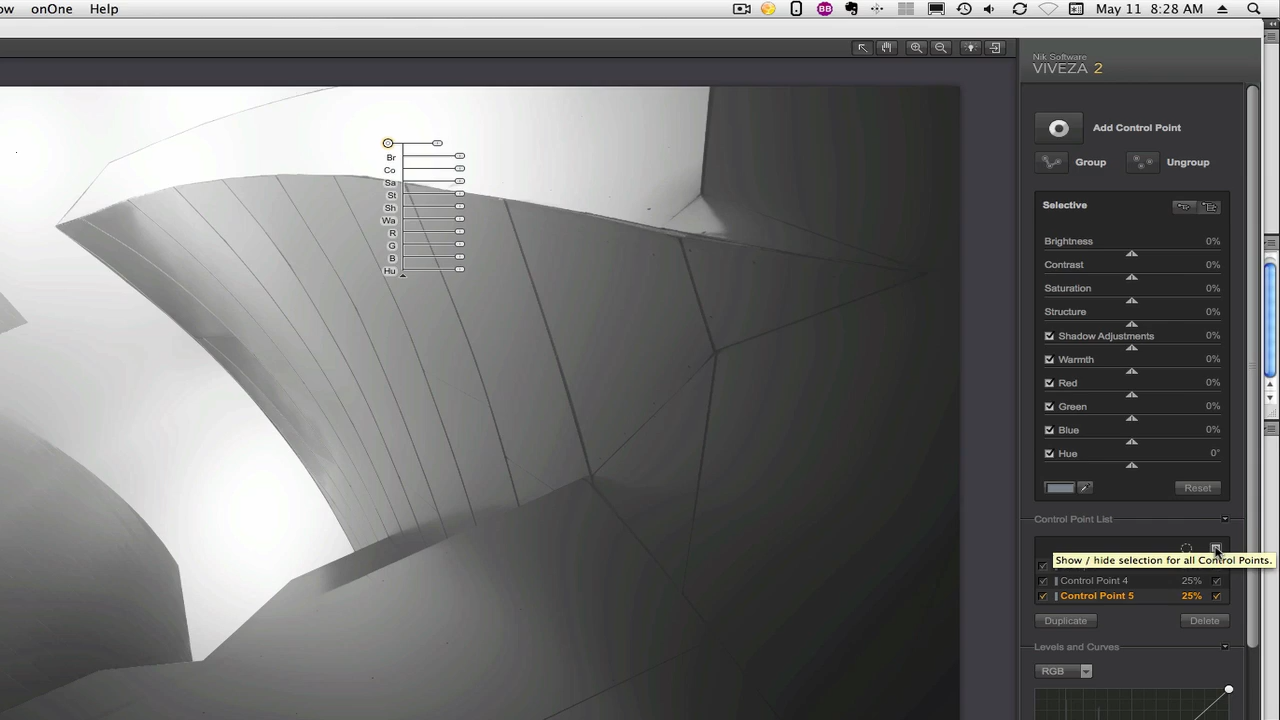 onOne Help
May 11 8:28 AM
Nik Software
VIVEZA 2
Add Control Point
Group Ungroup
Selective
Brightness 0%
Contrast 0%
Saturation 0%
Structure 0%
Shadow Adjustments 0%
Warmth 0%
Red 0%
Green 0%
Blue 0%
Hue 0°
Reset
Control Point List
Show / hide selection for all Control Points.
Control Point 4 25%
Control Point 5 25%
Duplicate Delete
Levels and Curves
RGB
Br
Co
Sa
St
Sh
Wa
R
G
B
Hu